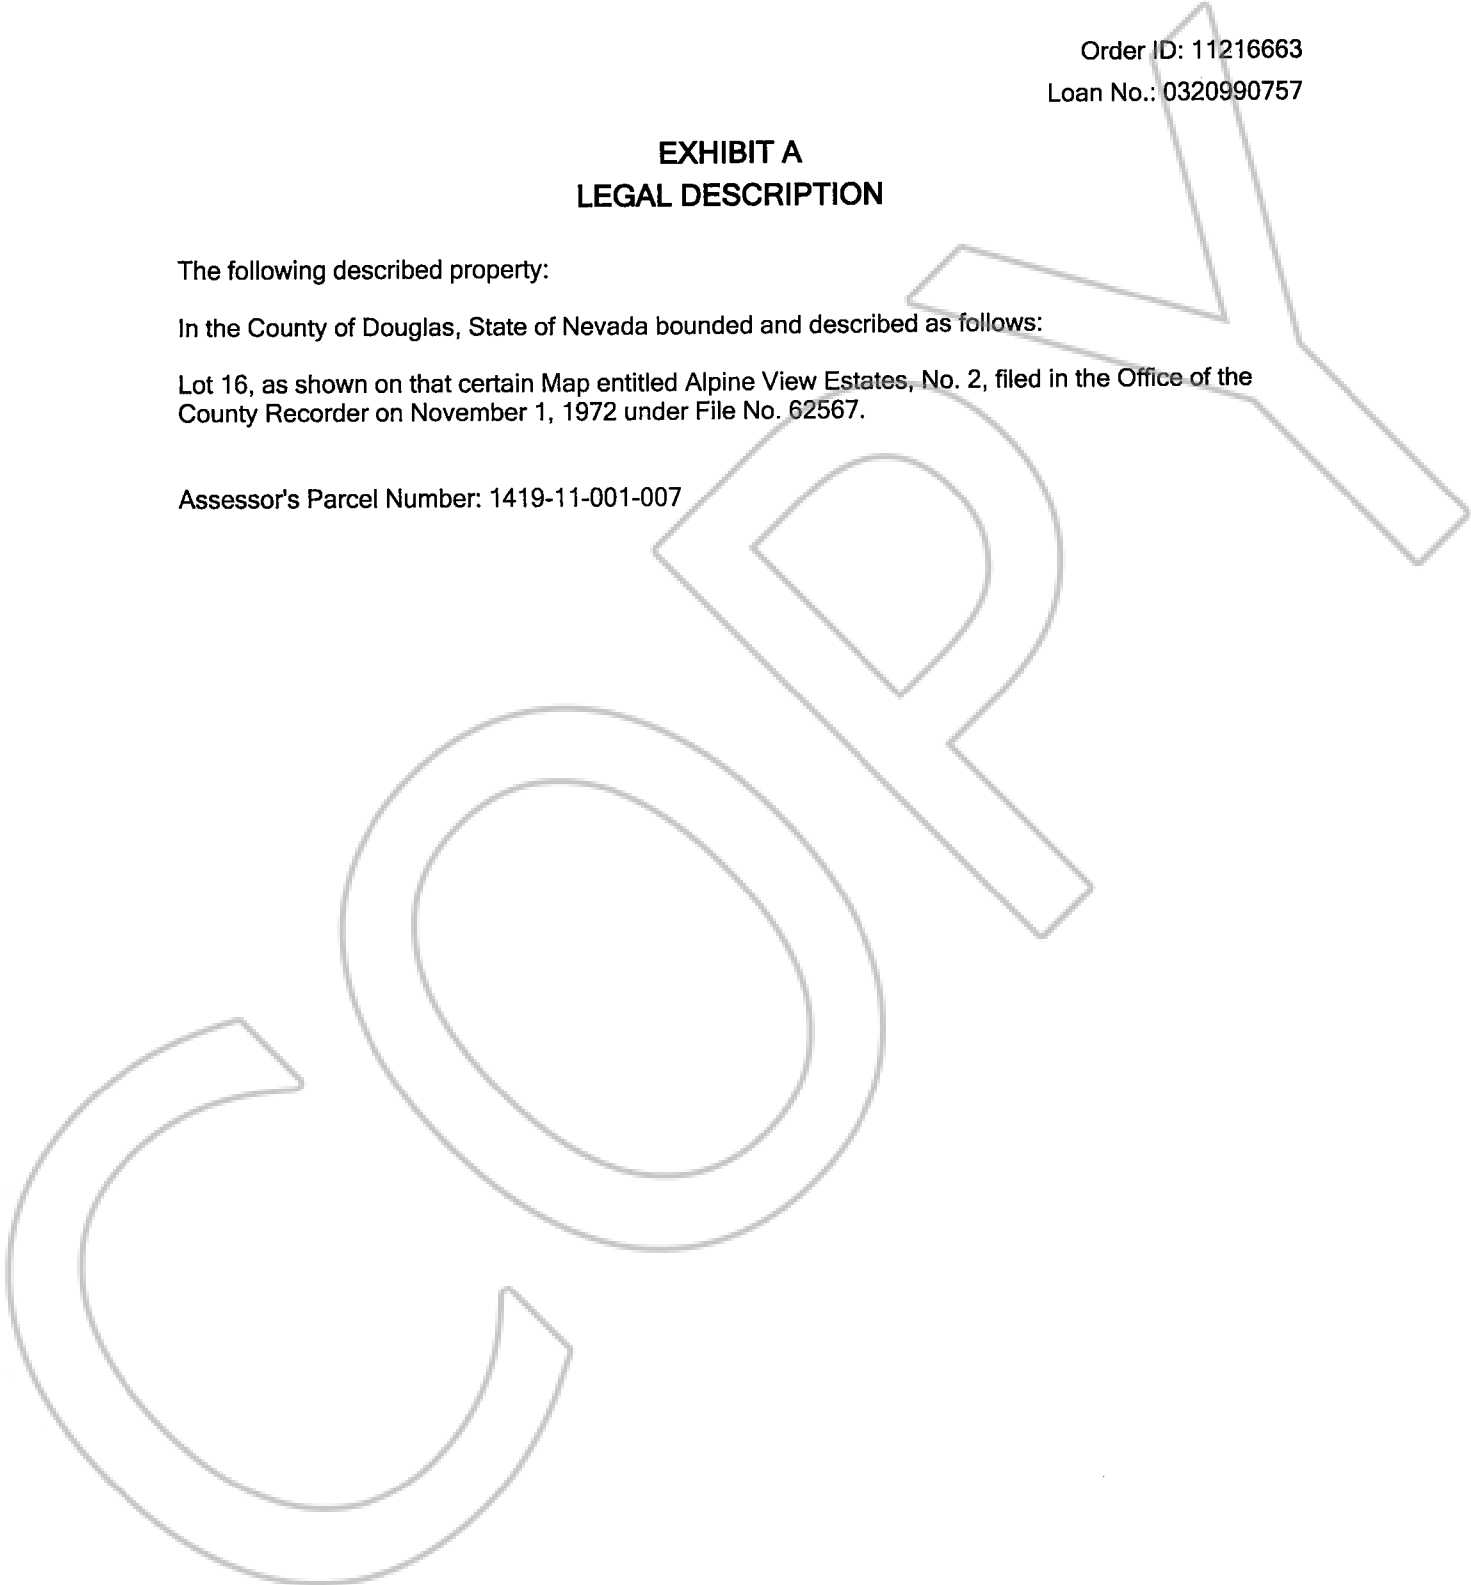 Order ID: 11216663
Loan No.: 0320990757
EXHIBIT A
LEGAL DESCRIPTION
The following described property:
In the County of Douglas, State of Nevada bounded and described as follows:
Lot 16, as shown on that certain Map entitled Alpine View Estates, No. 2, filed in the Office of the
County Recorder on November 1, 1972 under File No. 62567.
Assessor's Parcel Number: 1419-11-001-007
COPY